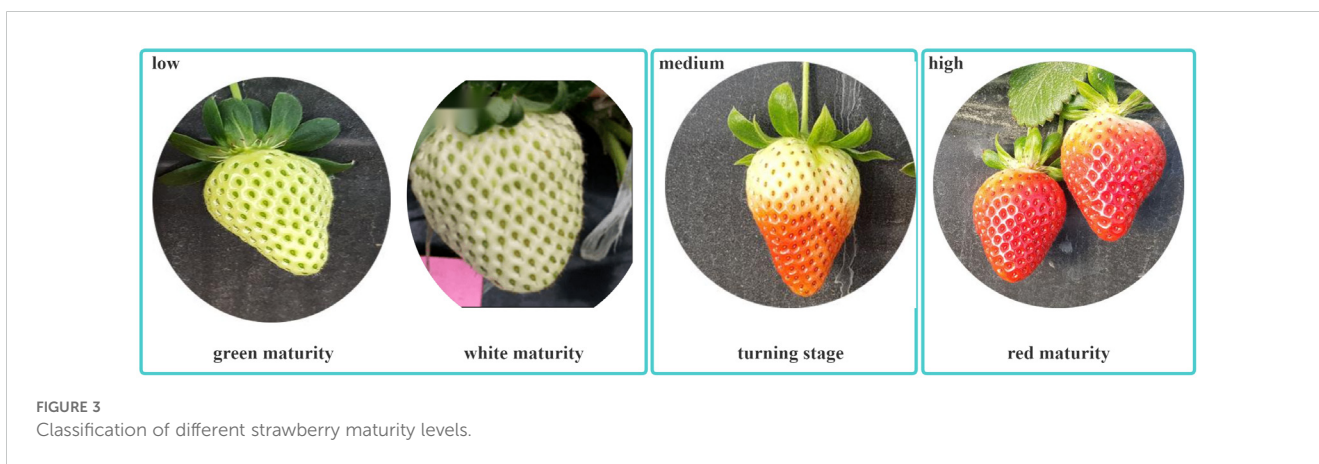 low
medium
high
green maturity
white maturity
turning stage
red maturity
FIGURE 3
Classification of different strawberry maturity levels.